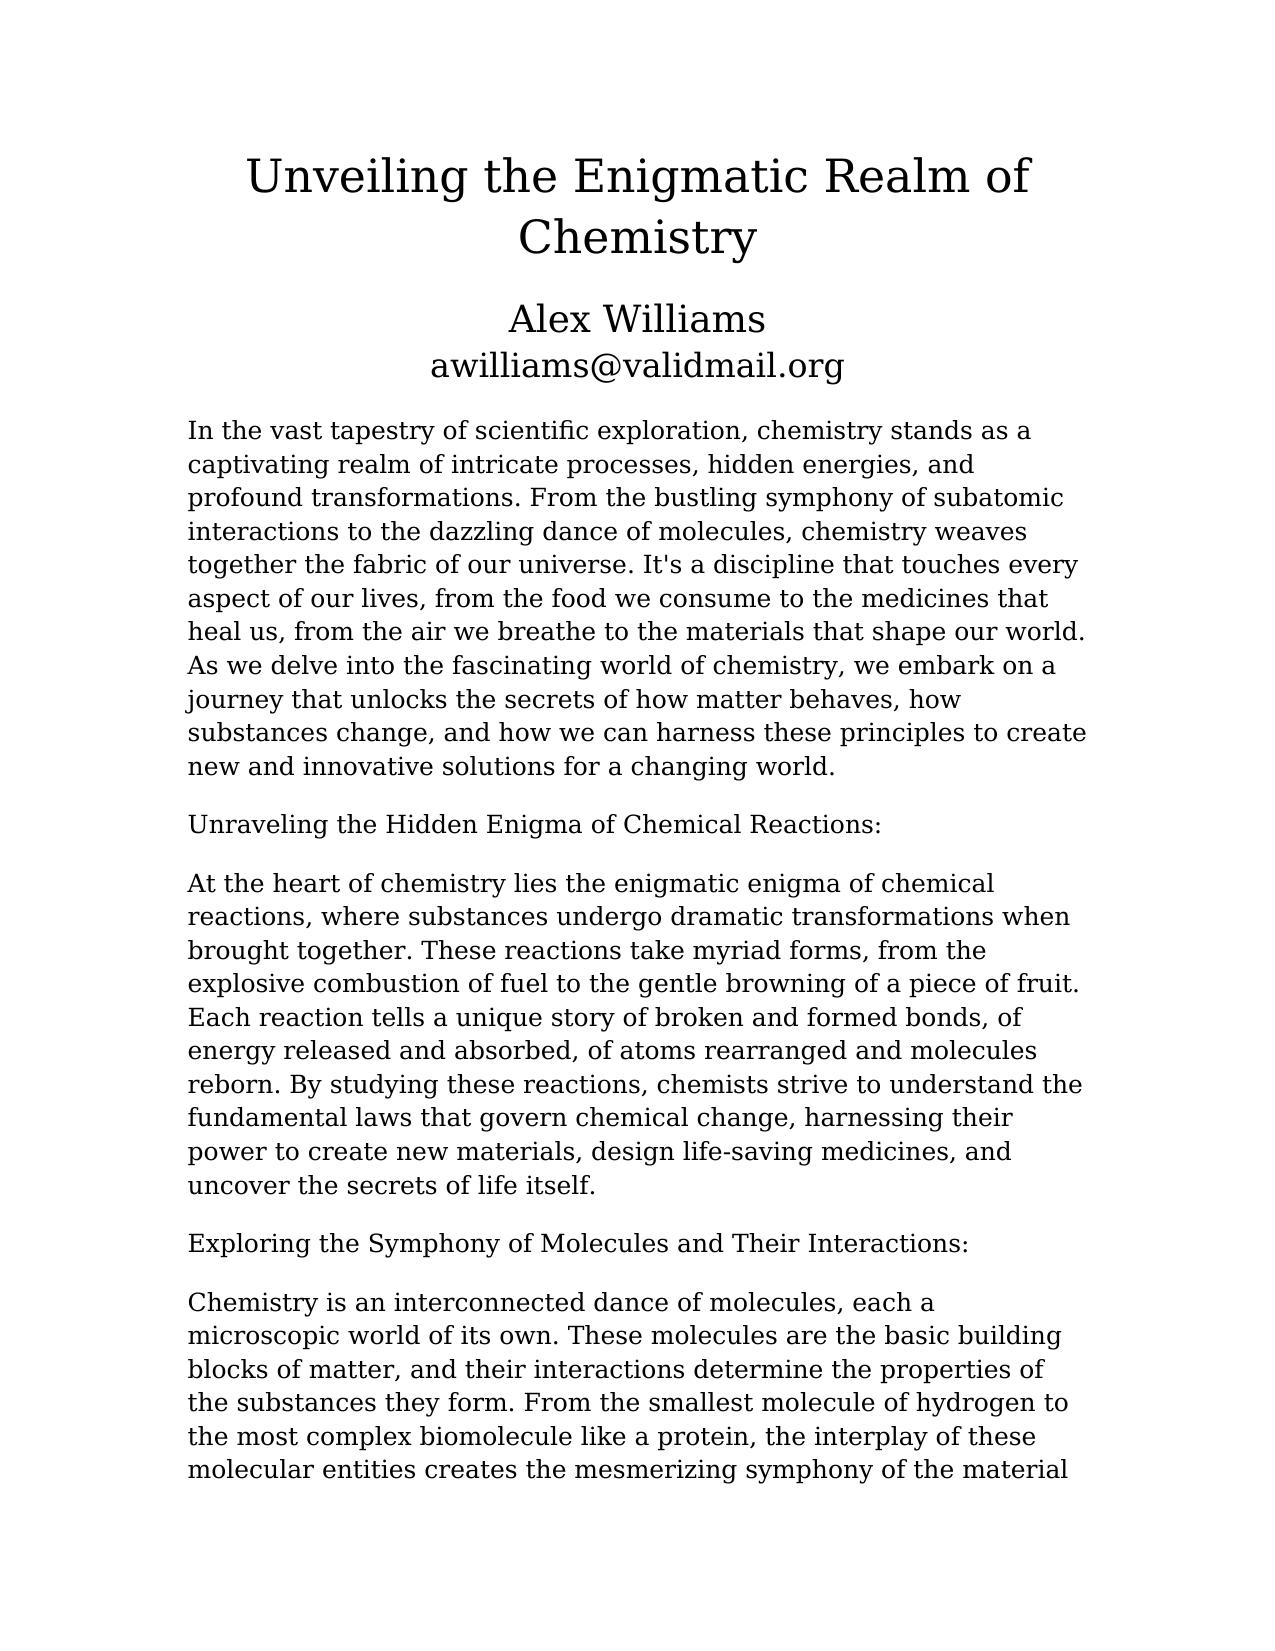 Unveiling the Enigmatic Realm of
Chemistry
Alex Williams
awilliams@validmail.org
In the vast tapestry of scientific exploration, chemistry stands as a
captivating realm of intricate processes, hidden energies, and
profound transformations. From the bustling symphony of subatomic
interactions to the dazzling dance of molecules, chemistry weaves
together the fabric of our universe. It's a discipline that touches every
aspect of our lives, from the food we consume to the medicines that
heal us, from the air we breathe to the materials that shape our world.
As we delve into the fascinating world of chemistry, we embark on a
journey that unlocks the secrets of how matter behaves, how
substances change, and how we can harness these principles to create
new and innovative solutions for a changing world.
Unraveling the Hidden Enigma of Chemical Reactions:
At the heart of chemistry lies the enigmatic enigma of chemical
reactions, where substances undergo dramatic transformations when
brought together. These reactions take myriad forms, from the
explosive combustion of fuel to the gentle browning of a piece of fruit.
Each reaction tells a unique story of broken and formed bonds, of
energy released and absorbed, of atoms rearranged and molecules
reborn. By studying these reactions, chemists strive to understand the
fundamental laws that govern chemical change, harnessing their
power to create new materials, design life-saving medicines, and
uncover the secrets of life itself.
Exploring the Symphony of Molecules and Their Interactions:
Chemistry is an interconnected dance of molecules, each a
microscopic world of its own. These molecules are the basic building
blocks of matter, and their interactions determine the properties of
the substances they form. From the smallest molecule of hydrogen to
the most complex biomolecule like a protein, the interplay of these
molecular entities creates the mesmerizing symphony of the material